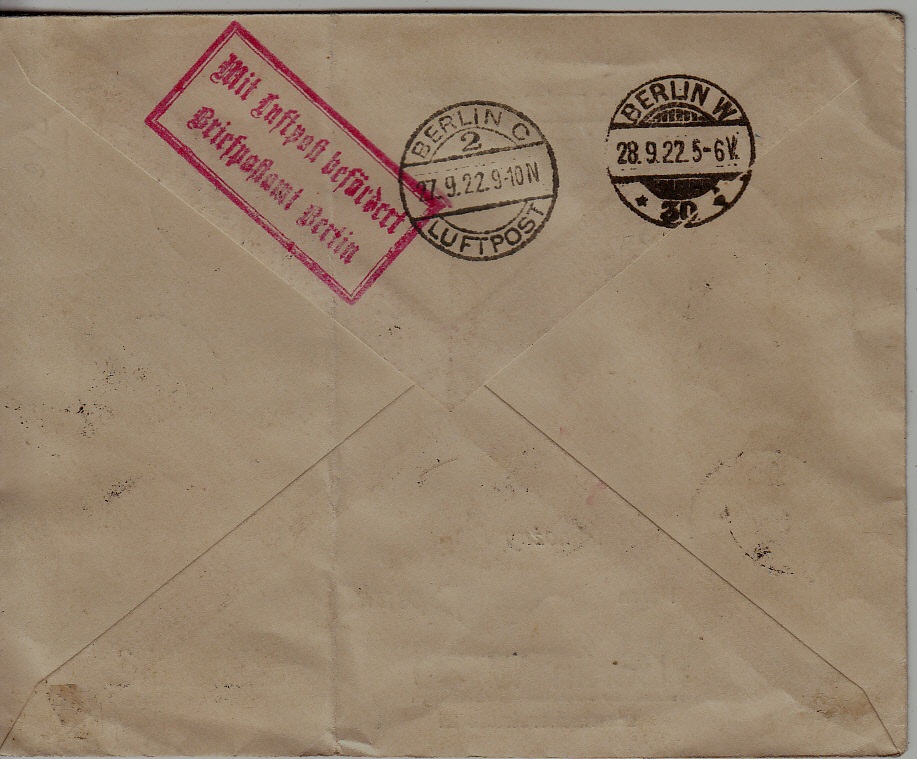 Mit Luftpost befördert
Briefpostamt Berlin
BERLIN C
2
27.9.22.9-10N
LUFTPOST
BERLIN W
28.9.22.5-6V.
* 30